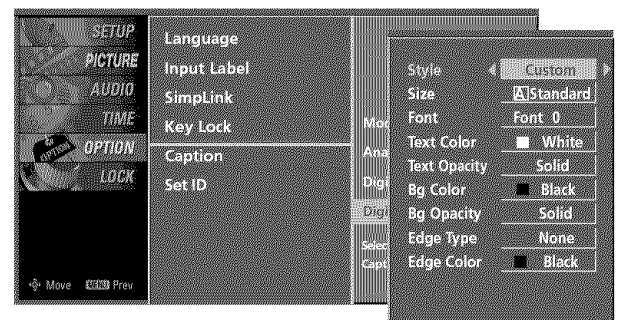 SETUP
PICTURE
AUDIO
TIME
OPTION
LOCK
Move MENU Prev
Language
Input Label
SimpLink
Key Lock
Caption
Set ID
Style Custom
Size A Standard
Font Font 0
Text Color White
Text Opacity Solid
Bg Color Black
Bg Opacity Solid
Edge Type None
Edge Color Black